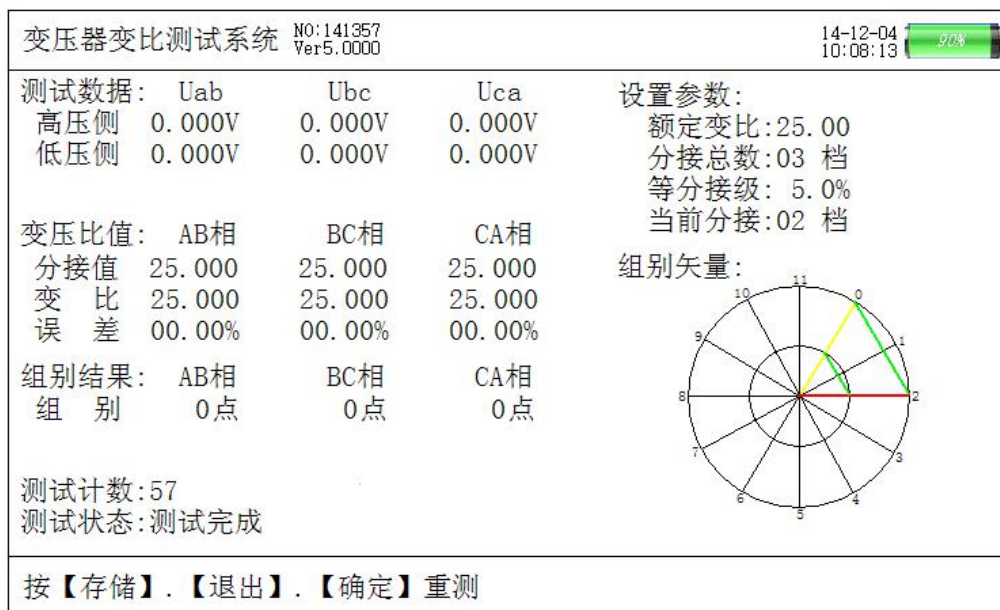 变压器变比测试系统 NO:141357
Ver5.0000
14-12-04
10:08:13
90%
测试数据: Uab Ubc Uca
高压侧 0.000V 0.000V 0.000V
低压侧 0.000V 0.000V 0.000V
变压比值: AB相 BC相 CA相
分接值 25.000 25.000 25.000
变 比 25.000 25.000 25.000
误 差 00.00% 00.00% 00.00%
组别结果: AB相 BC相 CA相
组 别 0点 0点 0点
测试计数:57
测试状态:测试完成
设置参数:
额定变比:25.00
分接总数:03 档
等分接级: 5.0%
当前分接:02 档
组别矢量:
11
10
0
9
1
8
2
7
3
6
4
5
按【存储】.【退出】.【确定】重测